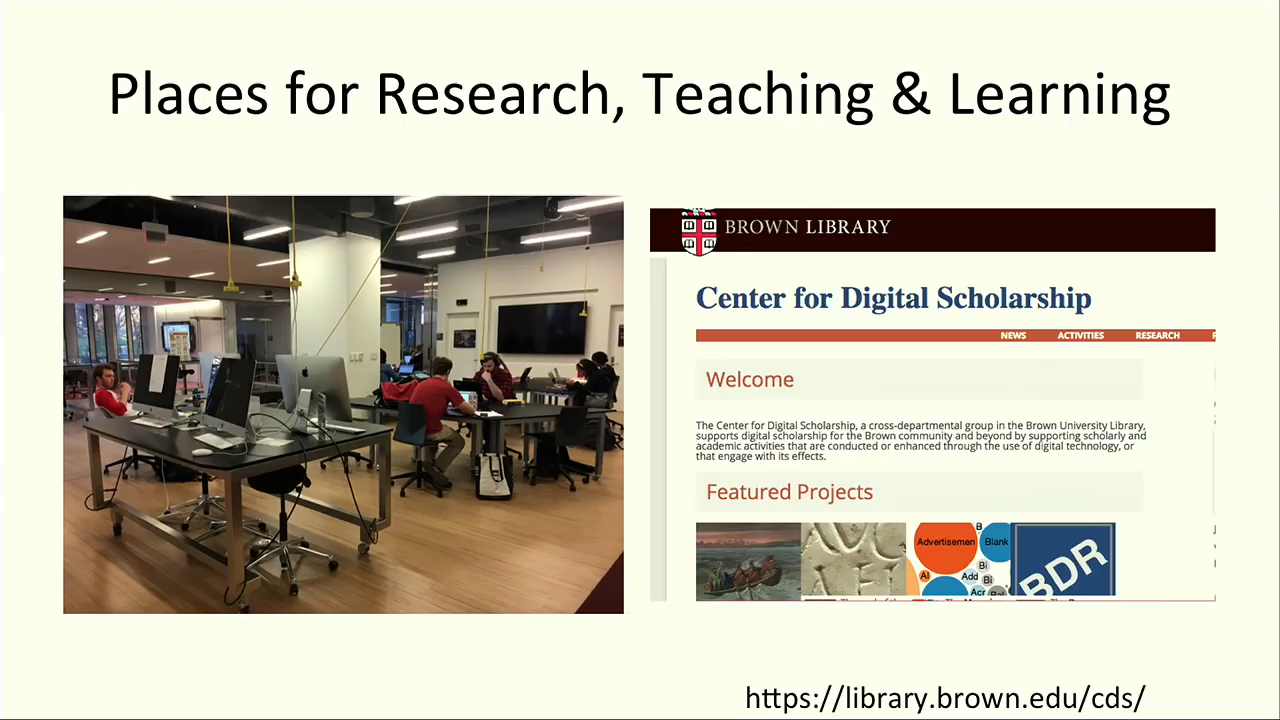 Places for Research, Teaching & Learning
BROWN LIBRARY
Center for Digital Scholarship
NEWS ACTIVITIES RESEARCH
Welcome
The Center for Digital Scholarship, a cross-departmental group in the Brown University Library,
supports digital scholarship for the Brown community and beyond by supporting scholarly and
academic activities that are conducted or enhanced through the use of digital technology, or
that engage with its effects.
Featured Projects
B
Advertisemen Blank
Bi
Al Add Bi
BDR
https://library.brown.edu/cds/